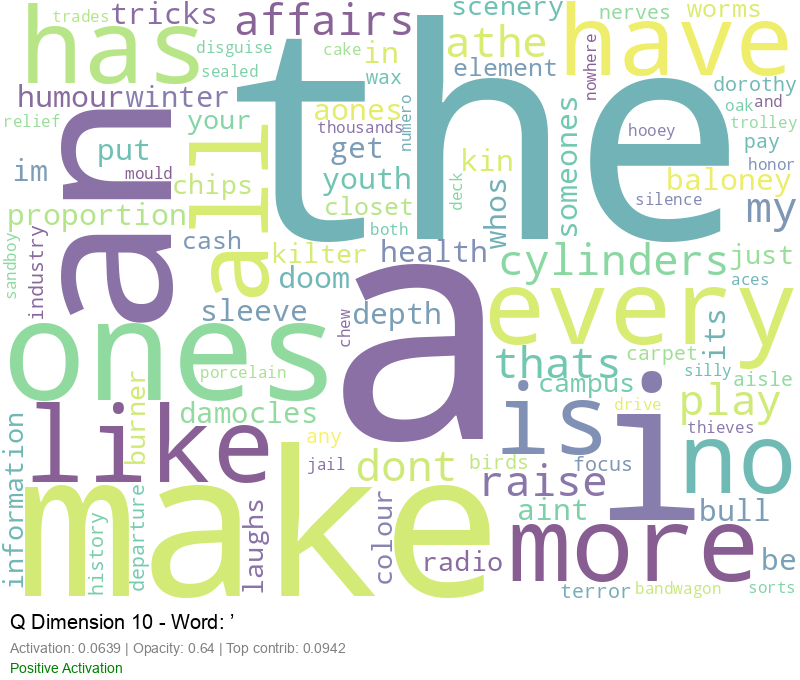 trades tricks affairs scenery nerves worms
has disguise cake in athe have nowhere
sealed wax element dorothy
humour winter the oak and
relief your aones numero hooey trolley
an all thousands get kin someones pay
im put mould youth whos silence honor
chips closet deck baloney
proportion both my
sandboy industry cash kilter health cylinders just
doom aces
sleeve chew depth every its
ones a thats carpet
porcelain campus silly aisle
burner damocles is i drive play
like any thieves
information jail dont birds focus no
make raise
history departure laughs colour aint more bull
radio be
terror bandwagon sorts
Q Dimension 10 - Word: ’
Activation: 0.0639 | Opacity: 0.64 | Top contrib: 0.0942
Positive Activation